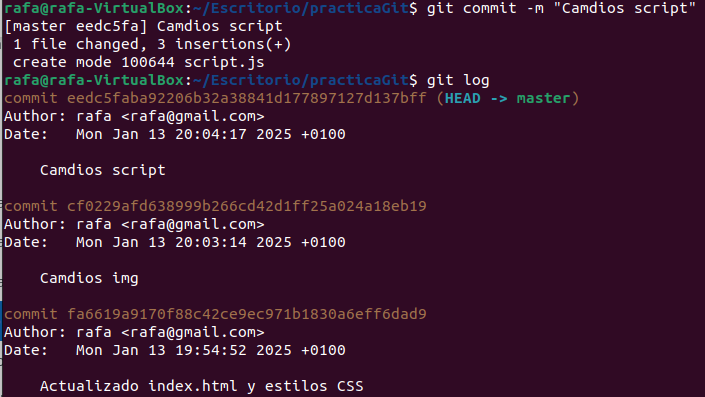 rafa@rafa-VirtualBox:~/Escritorio/practicaGit$ git commit -m "Camdios script"
[master eedc5fa] Camdios script
 1 file changed, 3 insertions(+)
 create mode 100644 script.js
rafa@rafa-VirtualBox:~/Escritorio/practicaGit$ git log
commit eedc5faba92206b32a38841d177897127d137bff (HEAD -> master)
Author: rafa <rafa@gmail.com>
Date:   Mon Jan 13 20:04:17 2025 +0100

    Camdios script

commit cf0229afd638999b266cd42d1ff25a024a18eb19
Author: rafa <rafa@gmail.com>
Date:   Mon Jan 13 20:03:14 2025 +0100

    Camdios img

commit fa6619a9170f88c42ce9ec971b1830a6eff6dad9
Author: rafa <rafa@gmail.com>
Date:   Mon Jan 13 19:54:52 2025 +0100

    Actualizado index.html y estilos CSS